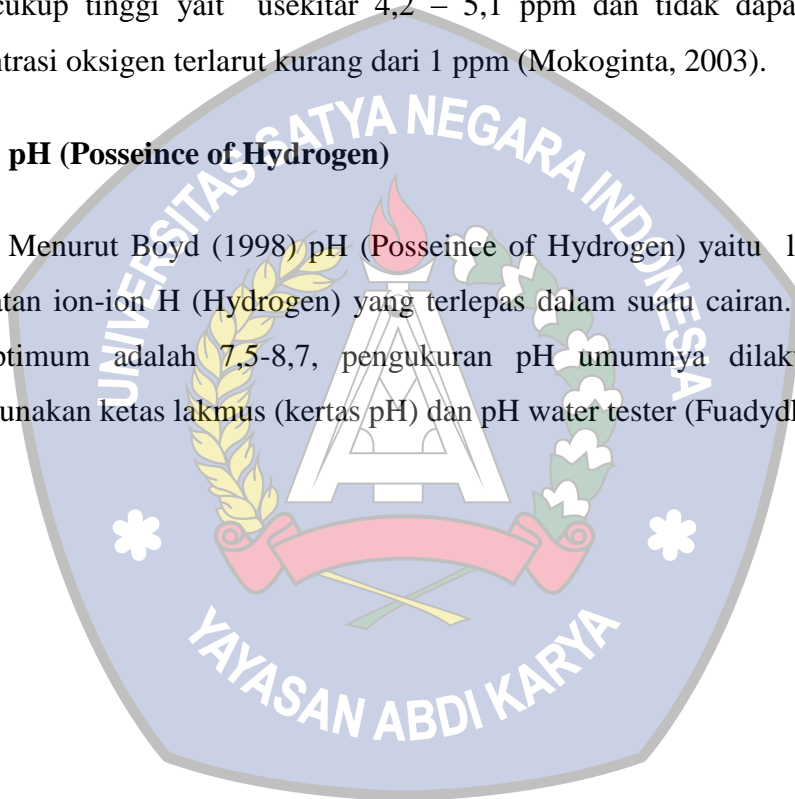 cukup tinggi yait usekitar 4,2 – 5,1 ppm dan tidak dapa
ntrasi oksigen terlarut kurang dari 1 ppm (Mokoginta, 2003).
pH (Posseince of Hydrogen)
Menurut Boyd (1998) pH (Posseince of Hydrogen) yaitu
atan ion-ion H (Hydrogen) yang terlepas dalam suatu cairan.
ptimum adalah 7,5-8,7, pengukuran pH umumnya dilak
unakan ketas lakmus (kertas pH) dan pH water tester (Fuadyd
UNIVERSITAS SATYA NEGARA INDONESIA
YAYASAN ABDI KARYA